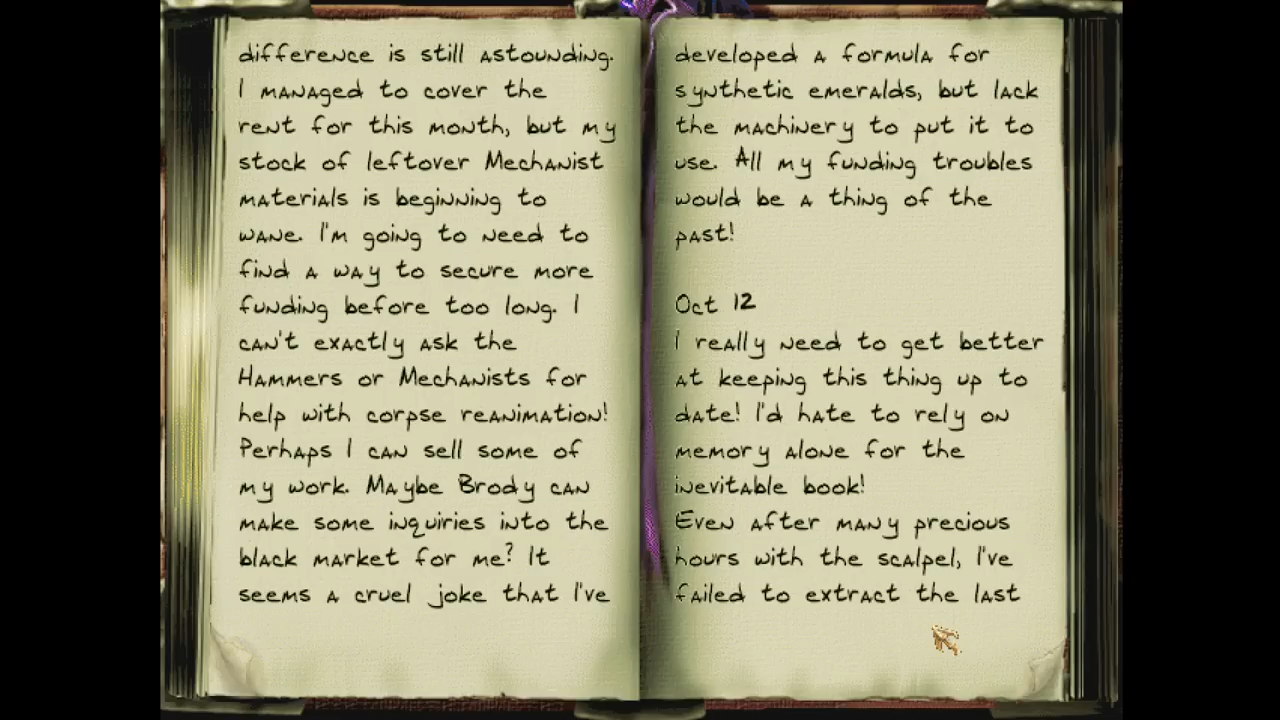 difference is still astounding.
I managed to cover the
rent for this month, but my
stock of leftover Mechanist
materials is beginning to
wane. I'm going to need to
find a way to secure more
funding before too long. I
can't exactly ask the
Hammers or Mechanists for
help with corpse reanimation!
Perhaps I can sell some of
my work. Maybe Brody can
make some inquiries into the
black market for me? It
seems a cruel joke that I've
developed a formula for
synthetic emeralds, but lack
the machinery to put it to
use. All my funding troubles
would be a thing of the
past!
Oct 12
I really need to get better
at keeping this thing up to
date! I'd hate to rely on
memory alone for the
inevitable book!
Even after many precious
hours with the scalpel, I've
failed to extract the last